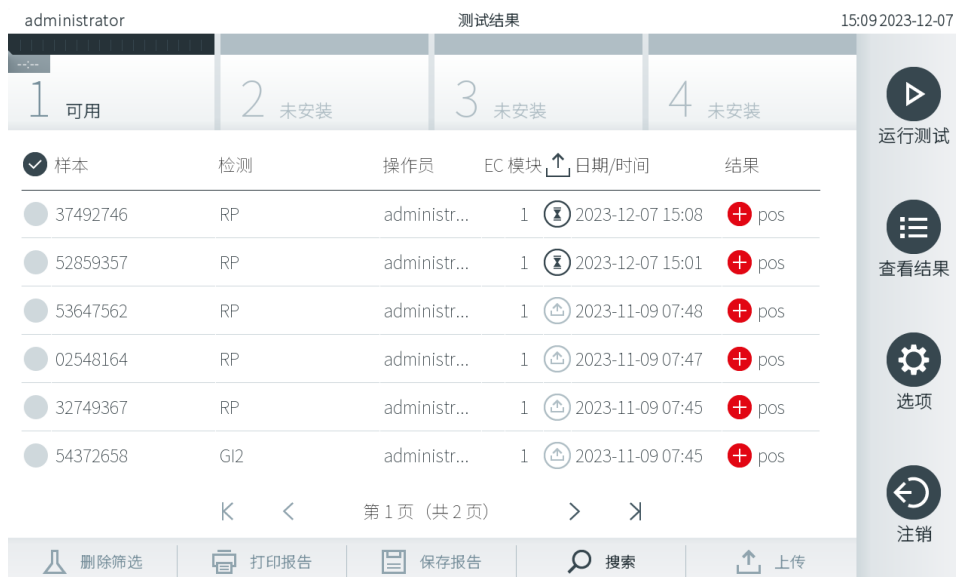 administrator 测试结果 15:09 2023-12-07
--:--
1 可用 2 未安装 3 未安装 4 未安装
运行测试
样本 检测 操作员 EC 模块 日期/时间 结果
37492746 RP administr... 1 2023-12-07 15:08 pos
52859357 RP administr... 1 2023-12-07 15:01 pos
查看结果
53647562 RP administr... 1 2023-11-09 07:48 pos
02548164 RP administr... 1 2023-11-09 07:47 pos
32749367 RP administr... 1 2023-11-09 07:45 pos
选项
54372658 GI2 administr... 1 2023-11-09 07:45 pos
第 1 页（共 2 页）
注销
删除筛选 打印报告 保存报告 搜索 上传